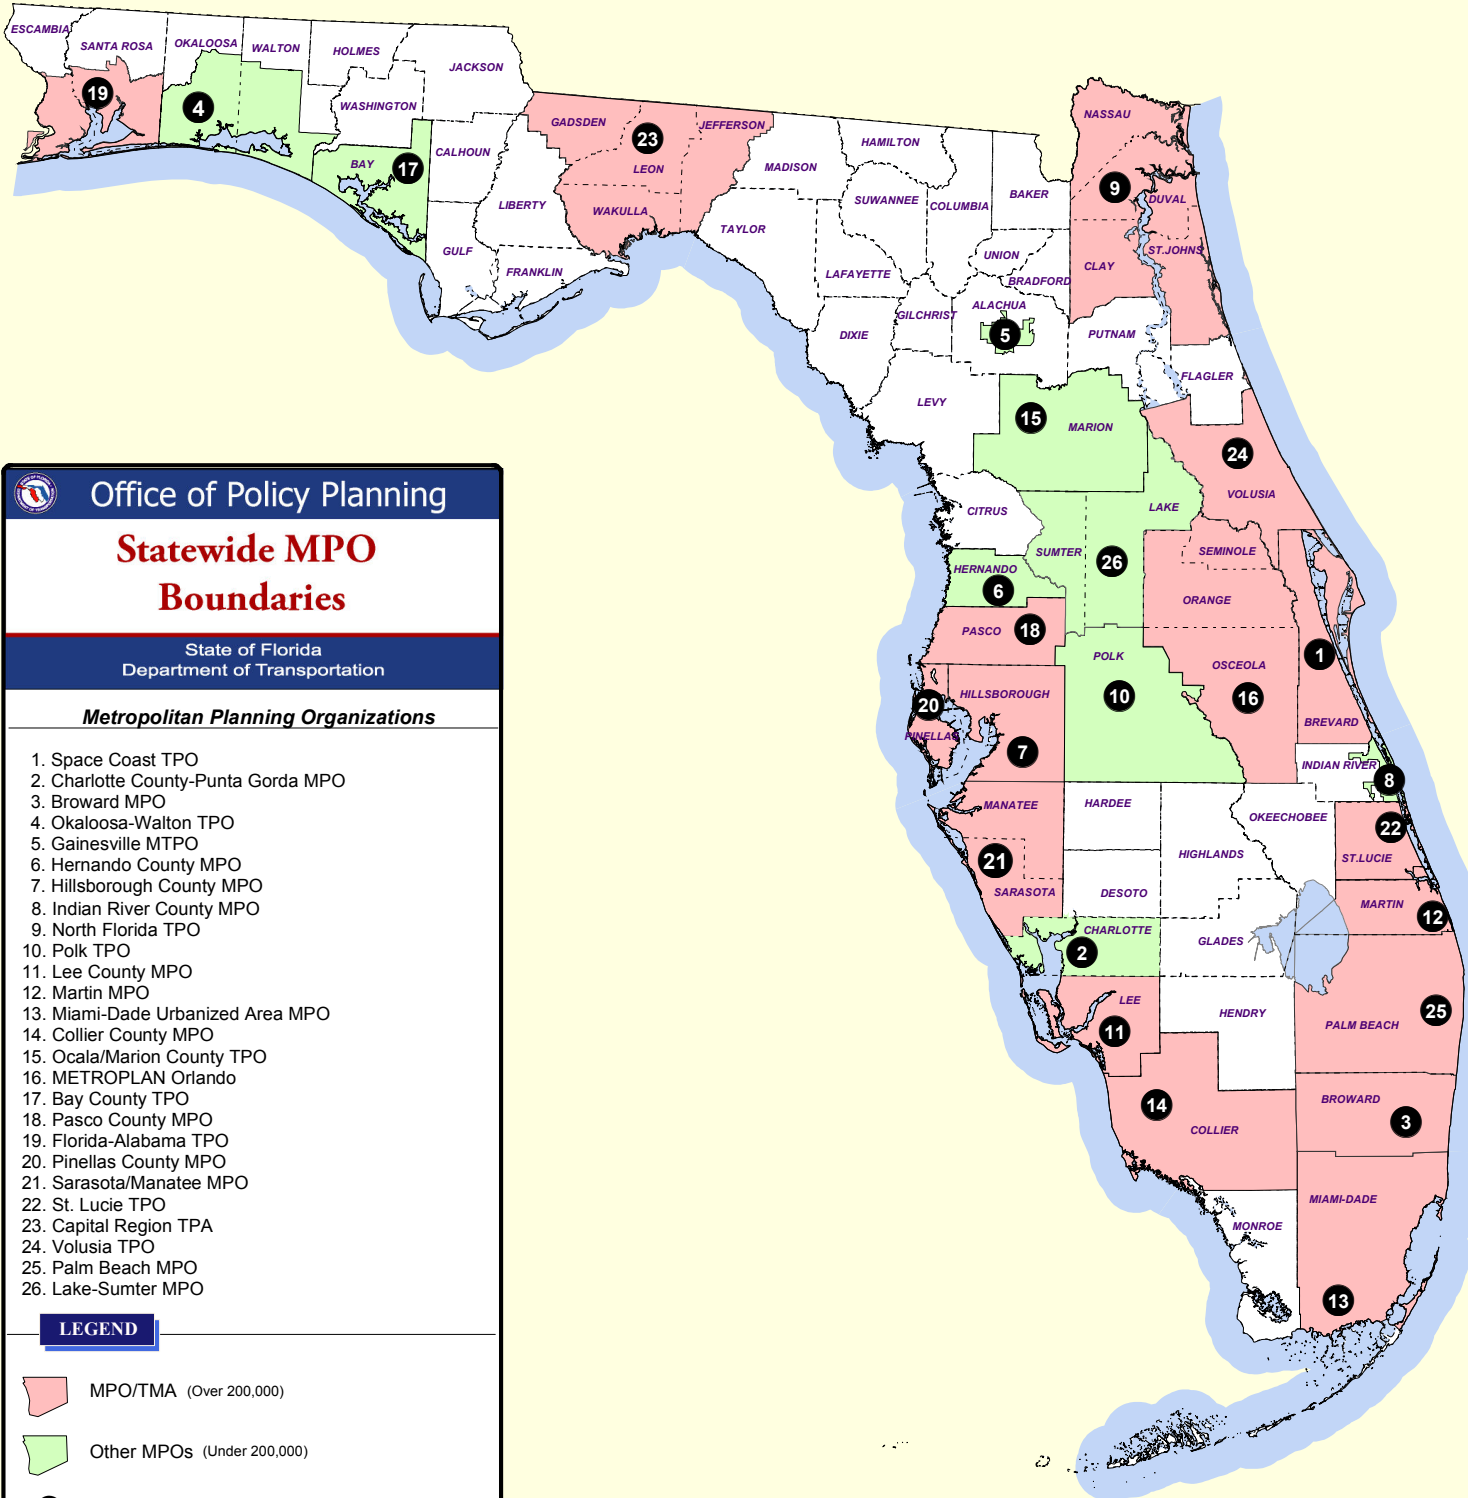 ESCAMBIA
SANTA ROSA
OKALOOSA
WALTON
HOLMES
JACKSON
WASHINGTON
19
4
BAY
17
CALHOUN
GADSDEN
23
JEFFERSON
LEON
LIBERTY
WAKULLA
GULF
FRANKLIN
MADISON
HAMILTON
TAYLOR
SUWANNEE
COLUMBIA
BAKER
NASSAU
9
DUVAL
ST.JOHNS
CLAY
UNION
BRADFORD
LAFAYETTE
GILCHRIST
ALACHUA
5
DIXIE
PUTNAM
FLAGLER
LEVY
15
MARION
24
VOLUSIA
CITRUS
LAKE
SUMTER
26
SEMINOLE
HERNANDO
6
ORANGE
PASCO
18
POLK
10
OSCEOLA
16
1
BREVARD
20
HILLSBOROUGH
PINELLAS
7
INDIAN RIVER
8
MANATEE
HARDEE
OKEECHOBEE
22
ST.LUCIE
21
HIGHLANDS
SARASOTA
DESOTO
MARTIN
12
CHARLOTTE
2
GLADES
LEE
11
HENDRY
PALM BEACH
25
14
COLLIER
BROWARD
3
MIAMI-DADE
MONROE
13
Office of Policy Planning
Statewide MPO
Boundaries
State of Florida
Department of Transportation
Metropolitan Planning Organizations
1. Space Coast TPO
2. Charlotte County-Punta Gorda MPO
3. Broward MPO
4. Okaloosa-Walton TPO
5. Gainesville MTPO
6. Hernando County MPO
7. Hillsborough County MPO
8. Indian River County MPO
9. North Florida TPO
10. Polk TPO
11. Lee County MPO
12. Martin MPO
13. Miami-Dade Urbanized Area MPO
14. Collier County MPO
15. Ocala/Marion County TPO
16. METROPLAN Orlando
17. Bay County TPO
18. Pasco County MPO
19. Florida-Alabama TPO
20. Pinellas County MPO
21. Sarasota/Manatee MPO
22. St. Lucie TPO
23. Capital Region TPA
24. Volusia TPO
25. Palm Beach MPO
26. Lake-Sumter MPO
LEGEND
MPO/TMA (Over 200,000)
Other MPOs (Under 200,000)